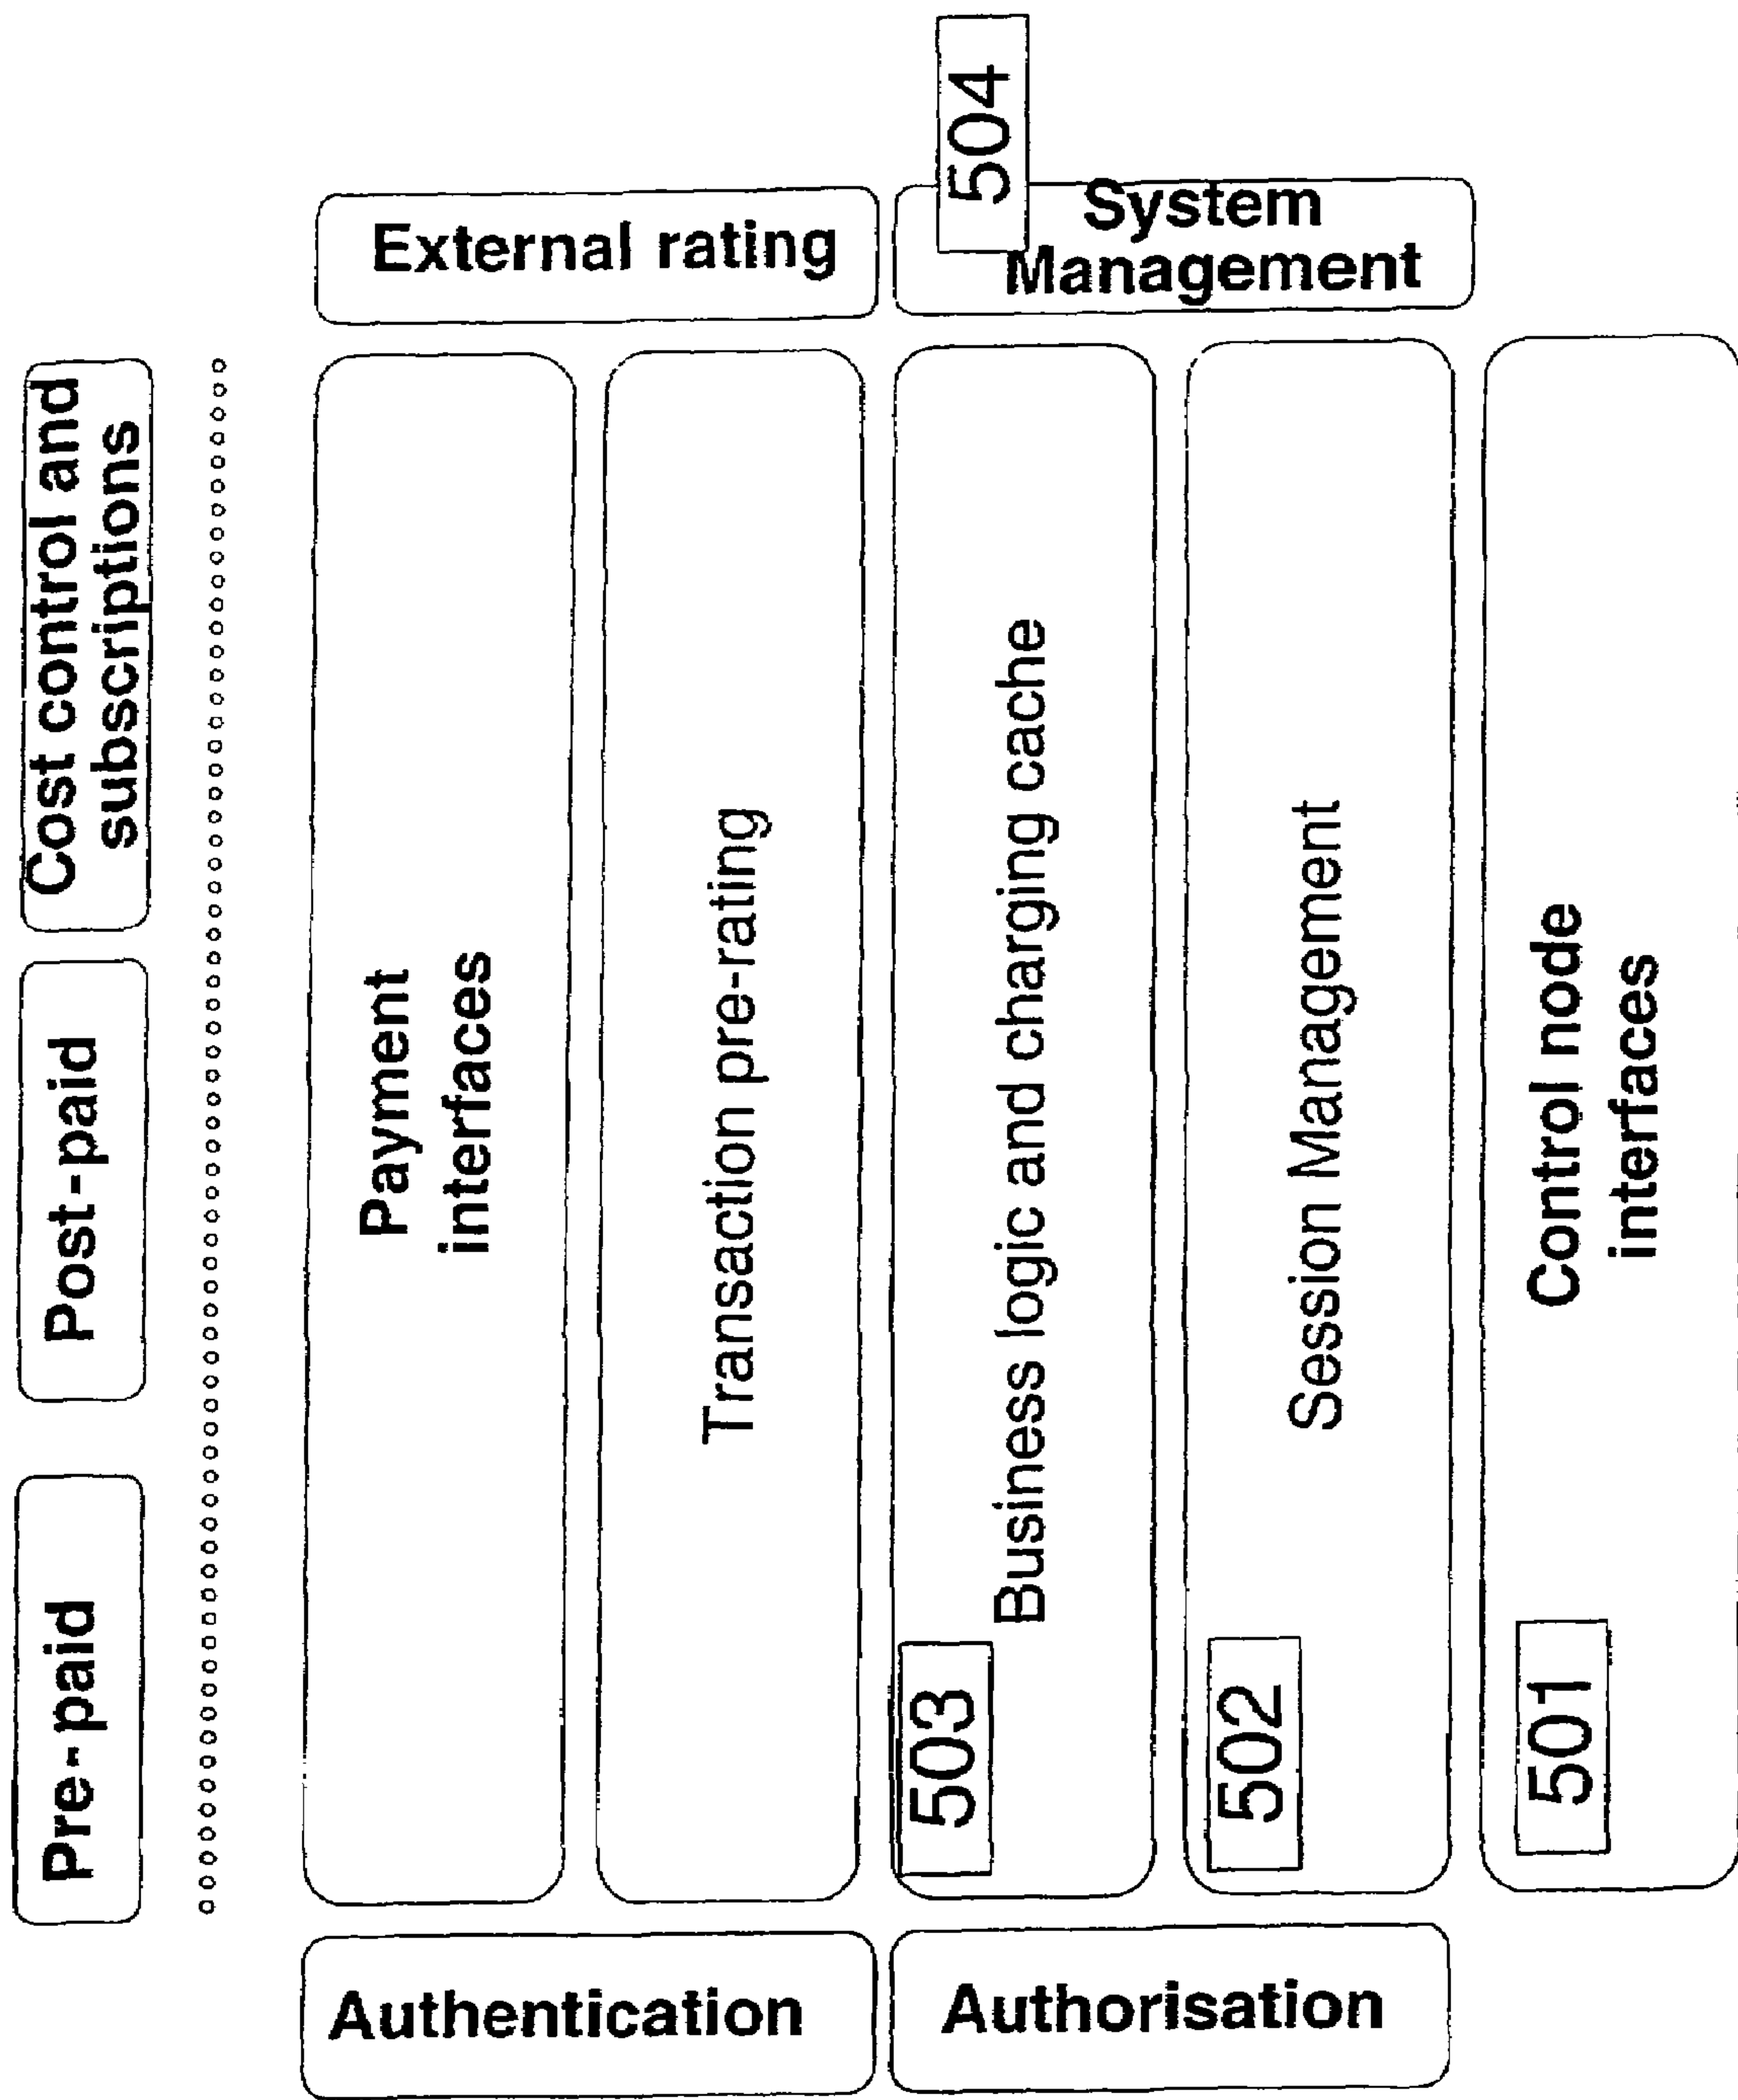 Pre-paid
Post-paid
Cost control and
subscriptions
Payment
interfaces
Transaction pre-rating
503
Business logic and charging cache
502
Session Management
501
Control node
interfaces
Authentication
Authorisation
External rating
504
System
Management